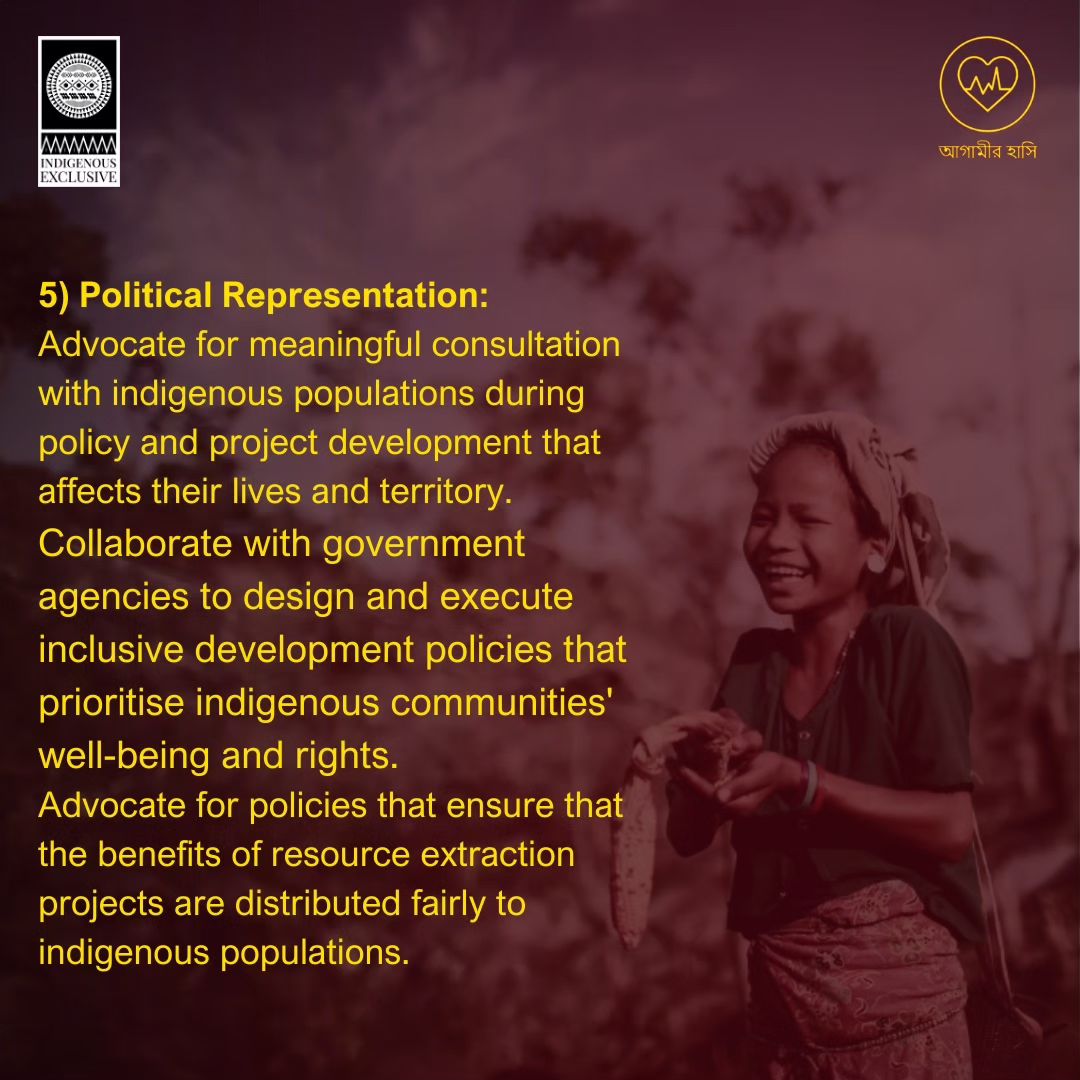 INDIGENOUS
EXCLUSIVE
আগামীর হাসি
5) Political Representation:
Advocate for meaningful consultation
with indigenous populations during
policy and project development that
affects their lives and territory.
Collaborate with government
agencies to design and execute
inclusive development policies that
prioritise indigenous communities'
well-being and rights.
Advocate for policies that ensure that
the benefits of resource extraction
projects are distributed fairly to
indigenous populations.